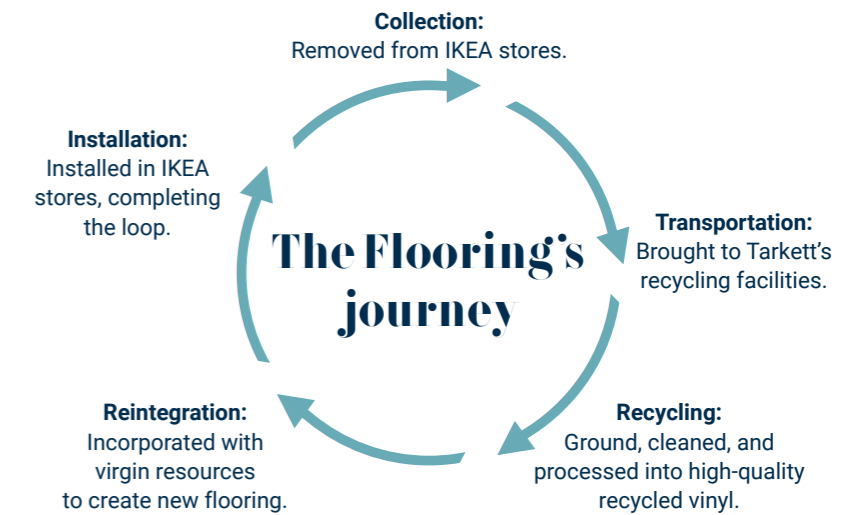 Collection:
Removed from IKEA stores.
Transportation:
Brought to Tarkett’s
recycling facilities.
Recycling:
Ground, cleaned, and
processed into high-quality
recycled vinyl.
Reintegration:
Incorporated with
virgin resources
to create new flooring.
Installation:
Installed in IKEA
stores, completing
the loop.
The Flooring’s
journey